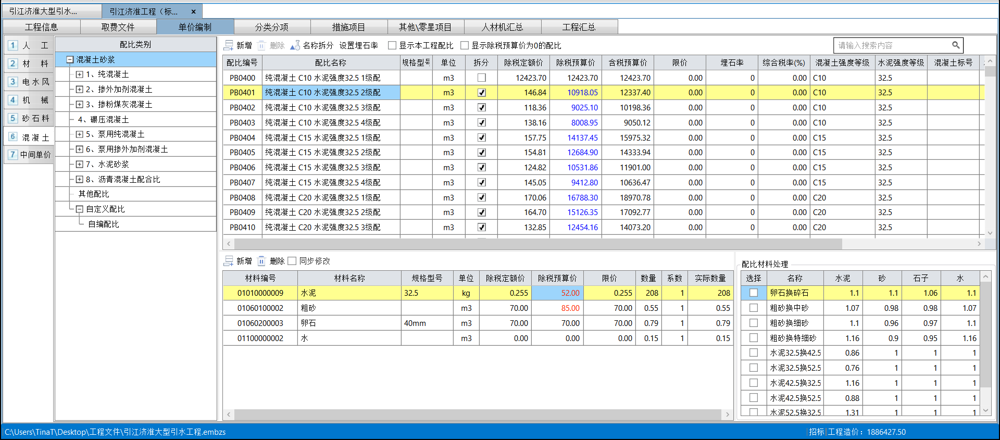 引江济淮大型引水... 引江济淮工程（标... x
工程信息 取费文件 单价编制 分类分项 措施项目 其他\零星项目 人材机汇总 工程汇总
1 人 工
2 材 料
3 电 水 风
4 机 械
5 砂 石 料
6 混 凝 土
7 中间单价
配比类别
混凝土砂浆
1、纯混凝土
2、掺外加剂混凝土
3、掺粉煤灰混凝土
4、碾压混凝土
5、泵用纯混凝土
6、泵用掺外加剂混凝土
7、水泥砂浆
8、沥青混凝土配合比
其他配比
自定义配比
自编配比
新增 删除 名称拆分 设置埋石率 显示本工程配比 显示除税预算价为0的配比 请输入搜索内容
配比编号 配比名称 规格型号 单位 拆分 除税定额价 除税预算价 含税预算价 限价 埋石率 综合税率(%) 混凝土强度等级 水泥强度等级 混凝土标号
PB0400 纯混凝土 C10 水泥强度32.5 1级配 m3 12423.70 12423.70 12423.70 0.00 0 0.00 C10 32.5
PB0401 纯混凝土 C10 水泥强度32.5 2级配 m3 146.84 10918.05 12337.40 0.00 0 0.00 C10 32.5
PB0402 纯混凝土 C10 水泥强度32.5 3级配 m3 118.36 9025.10 10198.36 0.00 0 0.00 C10 32.5
PB0403 纯混凝土 C10 水泥强度32.5 4级配 m3 138.16 8008.95 9050.12 0.00 0 0.00 C10 32.5
PB0404 纯混凝土 C15 水泥强度32.5 1级配 m3 157.75 14137.45 15975.32 0.00 0 0.00 C15 32.5
PB0405 纯混凝土 C15 水泥强度32.5 2级配 m3 154.81 12684.90 14333.94 0.00 0 0.00 C15 32.5
PB0406 纯混凝土 C15 水泥强度32.5 3级配 m3 124.82 10531.86 11901.00 0.00 0 0.00 C15 32.5
PB0407 纯混凝土 C15 水泥强度32.5 4级配 m3 145.05 9412.80 10636.47 0.00 0 0.00 C15 32.5
PB0408 纯混凝土 C20 水泥强度32.5 1级配 m3 170.06 16788.30 18970.78 0.00 0 0.00 C20 32.5
PB0409 纯混凝土 C20 水泥强度32.5 2级配 m3 164.70 15126.35 17092.77 0.00 0 0.00 C20 32.5
PB0410 纯混凝土 C20 水泥强度32.5 3级配 m3 132.85 12454.16 14073.20 0.00 0 0.00 C20 32.5
新增 删除 同步修改
材料编号 材料名称 规格型号 单位 除税定额价 除税预算价 限价 数量 系数 实际数量
01010000009 水泥 32.5 kg 0.255 52.00 0.255 208 1 208
01060100002 粗砂 m3 70.00 85.00 70.00 0.55 1 0.55
01060200003 卵石 40mm m3 70.00 70.00 70.00 0.79 1 0.79
01100000002 水 m3 0.00 0.00 0.00 0.15 1 0.15
配比材料处理
选择 名称 水泥 砂 石子 水
卵石换碎石 1.1 1.1 1.06 1.1
粗砂换中砂 1.07 0.98 0.98 1.07
粗砂换细砂 1.1 0.96 0.97 1.1
粗砂换特细砂 1.16 0.9 0.95 1.16
水泥32.5换42.5 0.86 1 1 1
水泥32.5换52.5 0.76 1 1 1
水泥42.5换32.5 1.16 1 1 1
水泥42.5换52.5 0.88 1 1 1
水泥52.5换32.5 1.31 1 1 1
C:\Users\TinaT\Desktop\工程文件\引江济淮大型引水工程.embzs 招标 工程造价：1886427.50